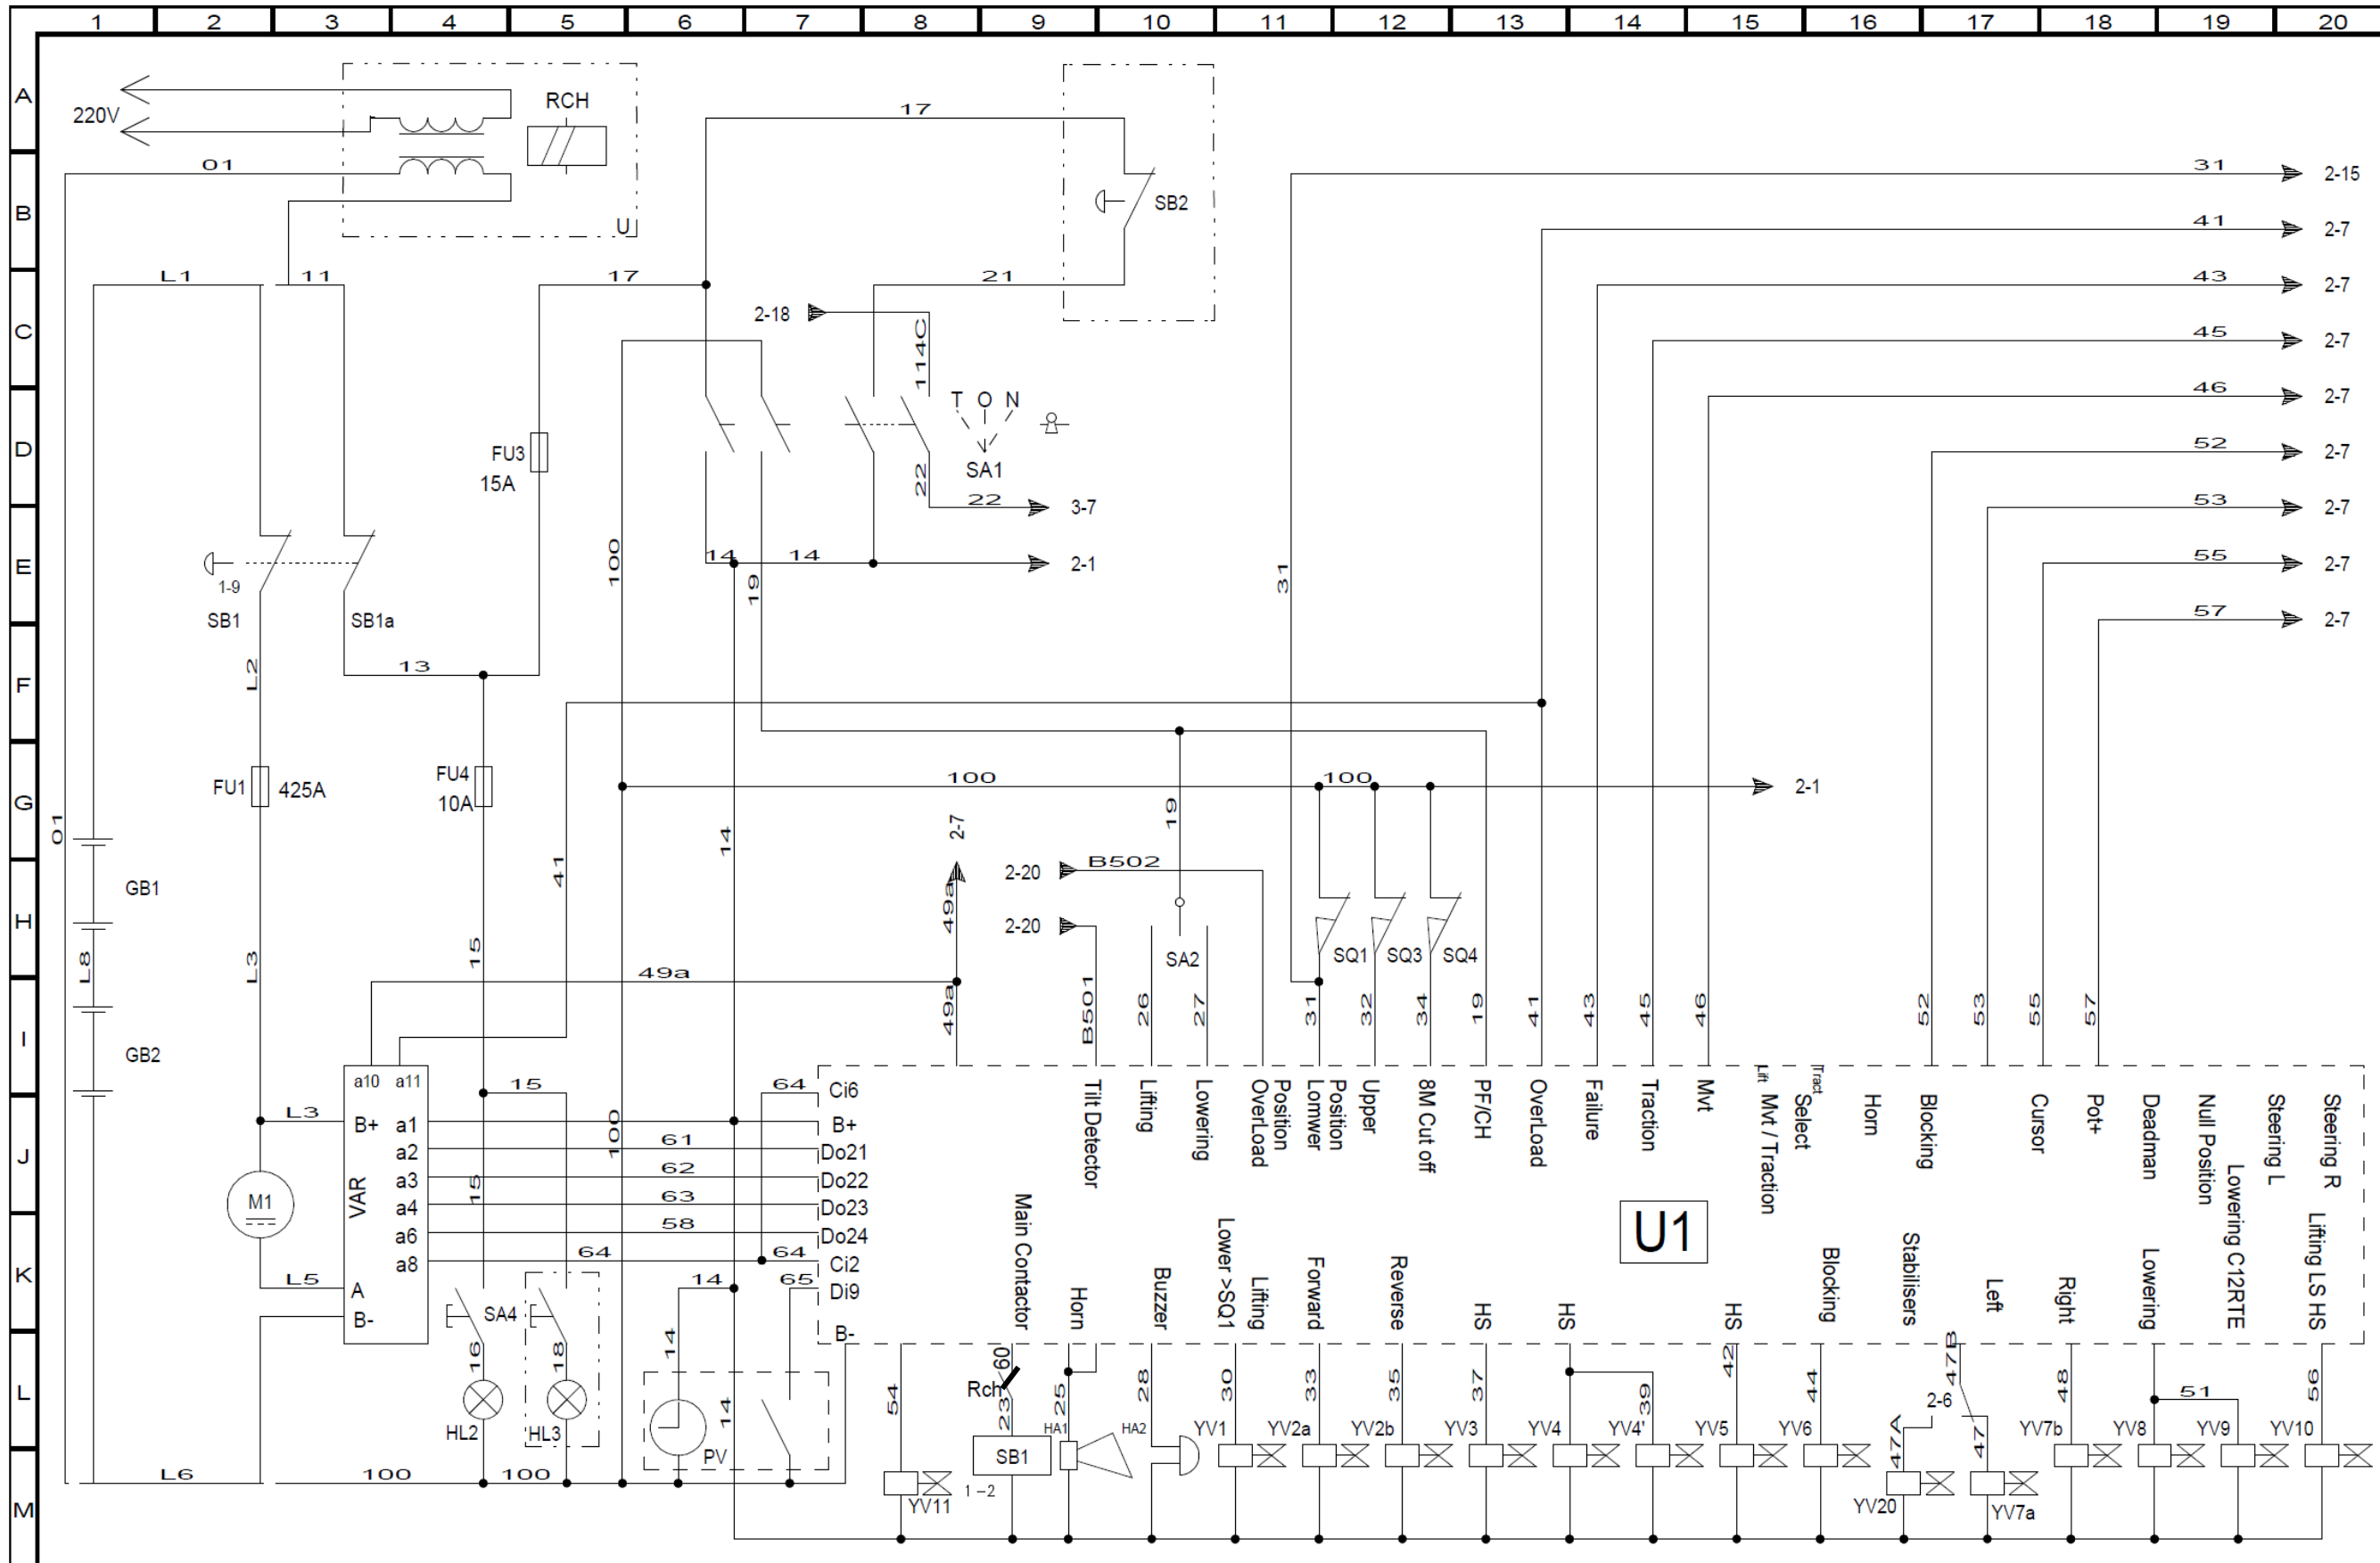 1 2 3 4 5 6 7 8 9 10 11 12 13 14 15 16 17 18 19 20
A
220V
RCH
17
01
31 2-15
B
SB2
U
41 2-7
L1 11 17 21 43 2-7
2-18
C
114C
45 2-7
T O N
46 2-7
D
FU3
15A
SA1
52 2-7
22
22 3-7
53 2-7
E
100
14 14 2-1
55 2-7
1-9
19
31
SB1 SB1a
57 2-7
L2
13
F
FU1 425A
FU4
10A
100 100 2-1
G
01
14
19
2-7
41
2-20 B502
GB1
49a
H
2-20
SA2
SQ1 SQ3 SQ4
L8
L3
15
49a
49a
B501
26
27
31
32
34
19
41
43
45
46
52
53
55
57
I
GB2
a10 a11
15
64 Ci6
L3 B+ a1
100
B+
a2 61 Do21
J
a3 62 Do22
VAR
15
M1
a4 63 Do23
a6 58 Do24
a8 64 64 Ci2
K
L5 A
14 65 Di9
B-
SA4
B-
Tilt Detector
Lifting
Lowering
Position
OverLoad
Position
Lomwer
Upper
8M Cut off
PF/CH
OverLoad
Failure
Traction
Mvt
Lift
Mvt / Traction
Tract
Select
Horn
Blocking
Cursor
Pot+
Deadman
Null Position
Steering L
Steering R
U1
Main Contactor
Horn
Buzzer
Lower >SQ1
Lifting
Forward
Reverse
HS
HS
HS
Blocking
Stabilisers
Left
Right
Lowering
Lowering C12RTE
Lifting LS HS
L
16
18
14
14
54
60
Rch
23
25
28
30
33
35
37
39
42
44
47B
2-6
47A
47
48
51
56
HL2 HL3
PV
HA1
HA2
YV1 YV2a YV2b YV3 YV4 YV4' YV5 YV6 YV7b YV8 YV9 YV10
SB1
L6 100 100
1-2
M
YV11
YV20
YV7a